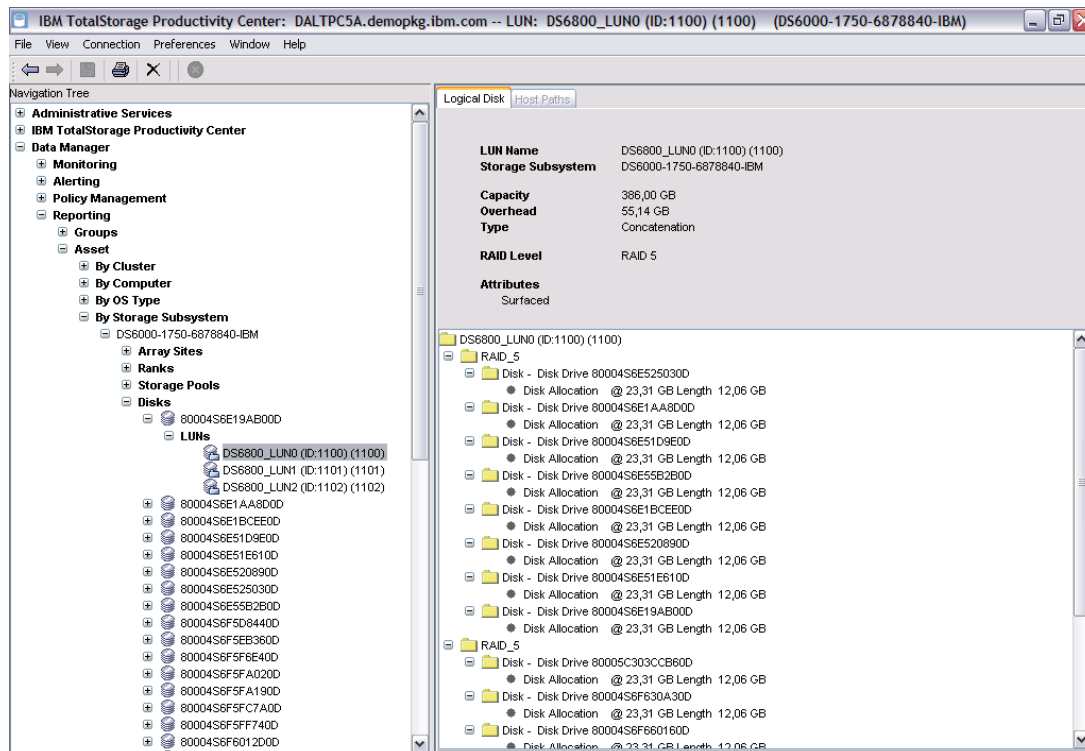 IBM TotalStorage Productivity Center: DALTPC5A.demopkg.ibm.com -- LUN: DS6800_LUN0 (ID:1100) (1100) (DS6000-1750-6878840-IBM)
File View Connection Preferences Window Help
Navigation Tree
Administrative Services
IBM TotalStorage Productivity Center
Data Manager
Monitoring
Alerting
Policy Management
Reporting
Groups
Asset
By Cluster
By Computer
By OS Type
By Storage Subsystem
DS6000-1750-6878840-IBM
Array Sites
Ranks
Storage Pools
Disks
80004S6E19AB00D
LUNs
DS6800_LUN0 (ID:1100) (1100)
DS6800_LUN1 (ID:1101) (1101)
DS6800_LUN2 (ID:1102) (1102)
80004S6E1AA8D0D
80004S6E1BCEE0D
80004S6E51D9E0D
80004S6E51E610D
80004S6E520890D
80004S6E525030D
80004S6E55B2B0D
80004S6F5D8440D
80004S6F5EB360D
80004S6F5F6E40D
80004S6F5FA020D
80004S6F5FA190D
80004S6F5FC7A0D
80004S6F5FF740D
80004S6F6012D0D
Logical Disk Host Paths
LUN Name DS6800_LUN0 (ID:1100) (1100)
Storage Subsystem DS6000-1750-6878840-IBM
Capacity 386,00 GB
Overhead 55,14 GB
Type Concatenation
RAID Level RAID 5
Attributes
Surfaced
DS6800_LUN0 (ID:1100) (1100)
RAID_5
Disk - Disk Drive 80004S6E525030D
Disk Allocation @ 23,31 GB Length 12,06 GB
Disk - Disk Drive 80004S6E1AA8D0D
Disk Allocation @ 23,31 GB Length 12,06 GB
Disk - Disk Drive 80004S6E51D9E0D
Disk Allocation @ 23,31 GB Length 12,06 GB
Disk - Disk Drive 80004S6E55B2B0D
Disk Allocation @ 23,31 GB Length 12,06 GB
Disk - Disk Drive 80004S6E1BCEE0D
Disk Allocation @ 23,31 GB Length 12,06 GB
Disk - Disk Drive 80004S6E520890D
Disk Allocation @ 23,31 GB Length 12,06 GB
Disk - Disk Drive 80004S6E51E610D
Disk Allocation @ 23,31 GB Length 12,06 GB
Disk - Disk Drive 80004S6E19AB00D
Disk Allocation @ 23,31 GB Length 12,06 GB
RAID_5
Disk - Disk Drive 80005C303CCB60D
Disk Allocation @ 23,31 GB Length 12,06 GB
Disk - Disk Drive 80004S6F630A30D
Disk Allocation @ 23,31 GB Length 12,06 GB
Disk - Disk Drive 80004S6F660160D
Disk Allocation @ 23,31 GB Length 12,06 GB